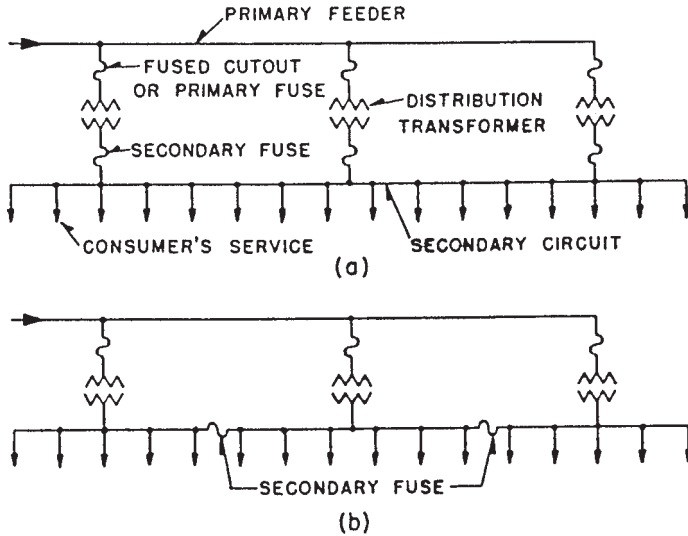 PRIMARY FEEDER
FUSED CUTOUT
OR PRIMARY FUSE
DISTRIBUTION
TRANSFORMER
SECONDARY FUSE
CONSUMER'S SERVICE
SECONDARY CIRCUIT
(a)
SECONDARY FUSE
(b)